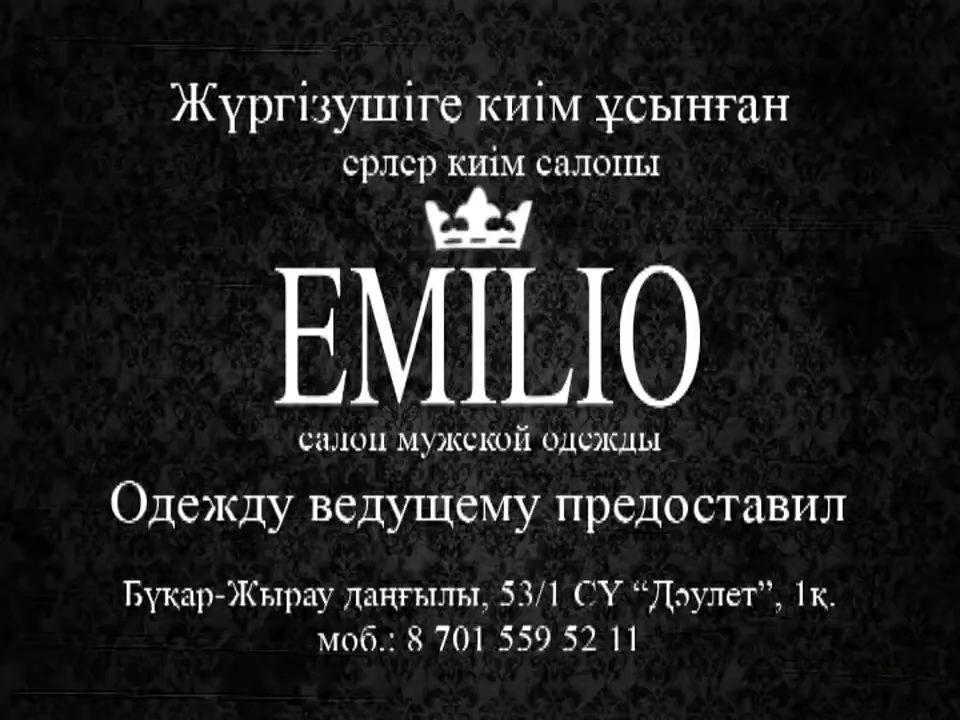 Жүргізушіге киім ұсынған
ерлер киім салоны
EMILIO
салон мужской одежды
Одежду ведущему предоставил
Бұқар-Жырау даңғылы, 53/1 СҮ “Дәулет”, 1қ.
моб.: 8 701 559 52 11